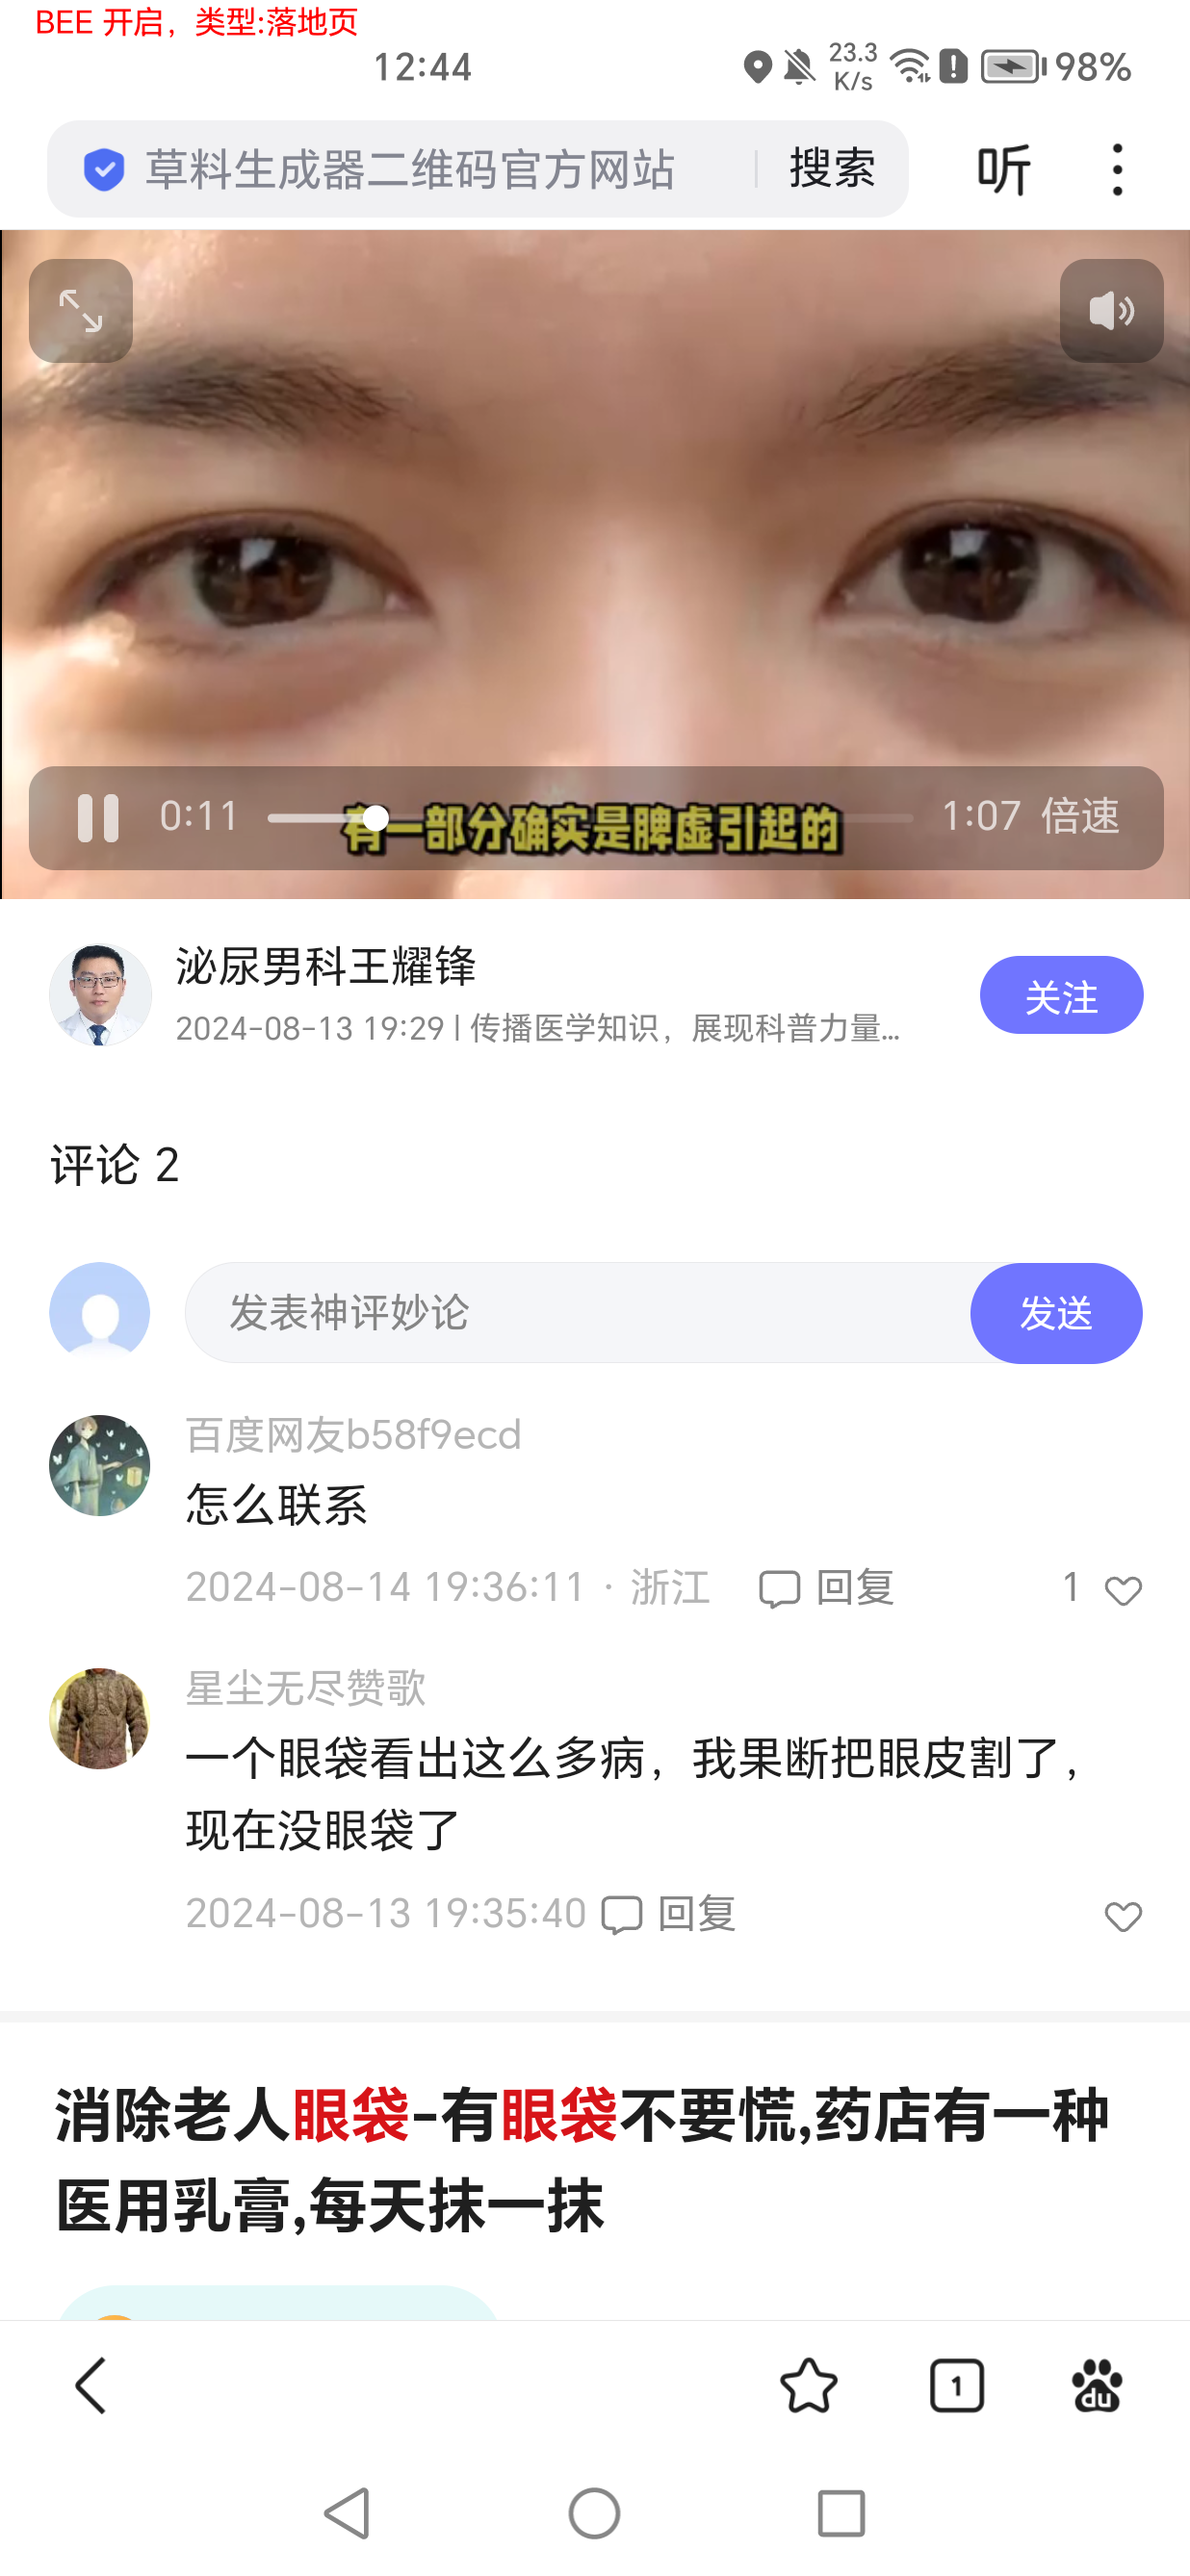 BEE 开启，类型:落地页
12:44
23.3
K/s
98%
草料生成器二维码官方网站
搜索
听
0:11
有一部分确实是脾虚引起的
1:07
倍速
泌尿男科王耀锋
2024-08-13 19:29 | 传播医学知识，展现科普力量...
关注
评论 2
发表神评妙论
发送
百度网友b58f9ecd
怎么联系
2024-08-14 19:36:11 · 浙江
回复
1
星尘无尽赞歌
一个眼袋看出这么多病，我果断把眼皮割了，
现在没眼袋了
2024-08-13 19:35:40
回复
消除老人眼袋-有眼袋不要慌,药店有一种
医用乳膏,每天抹一抹
1
du